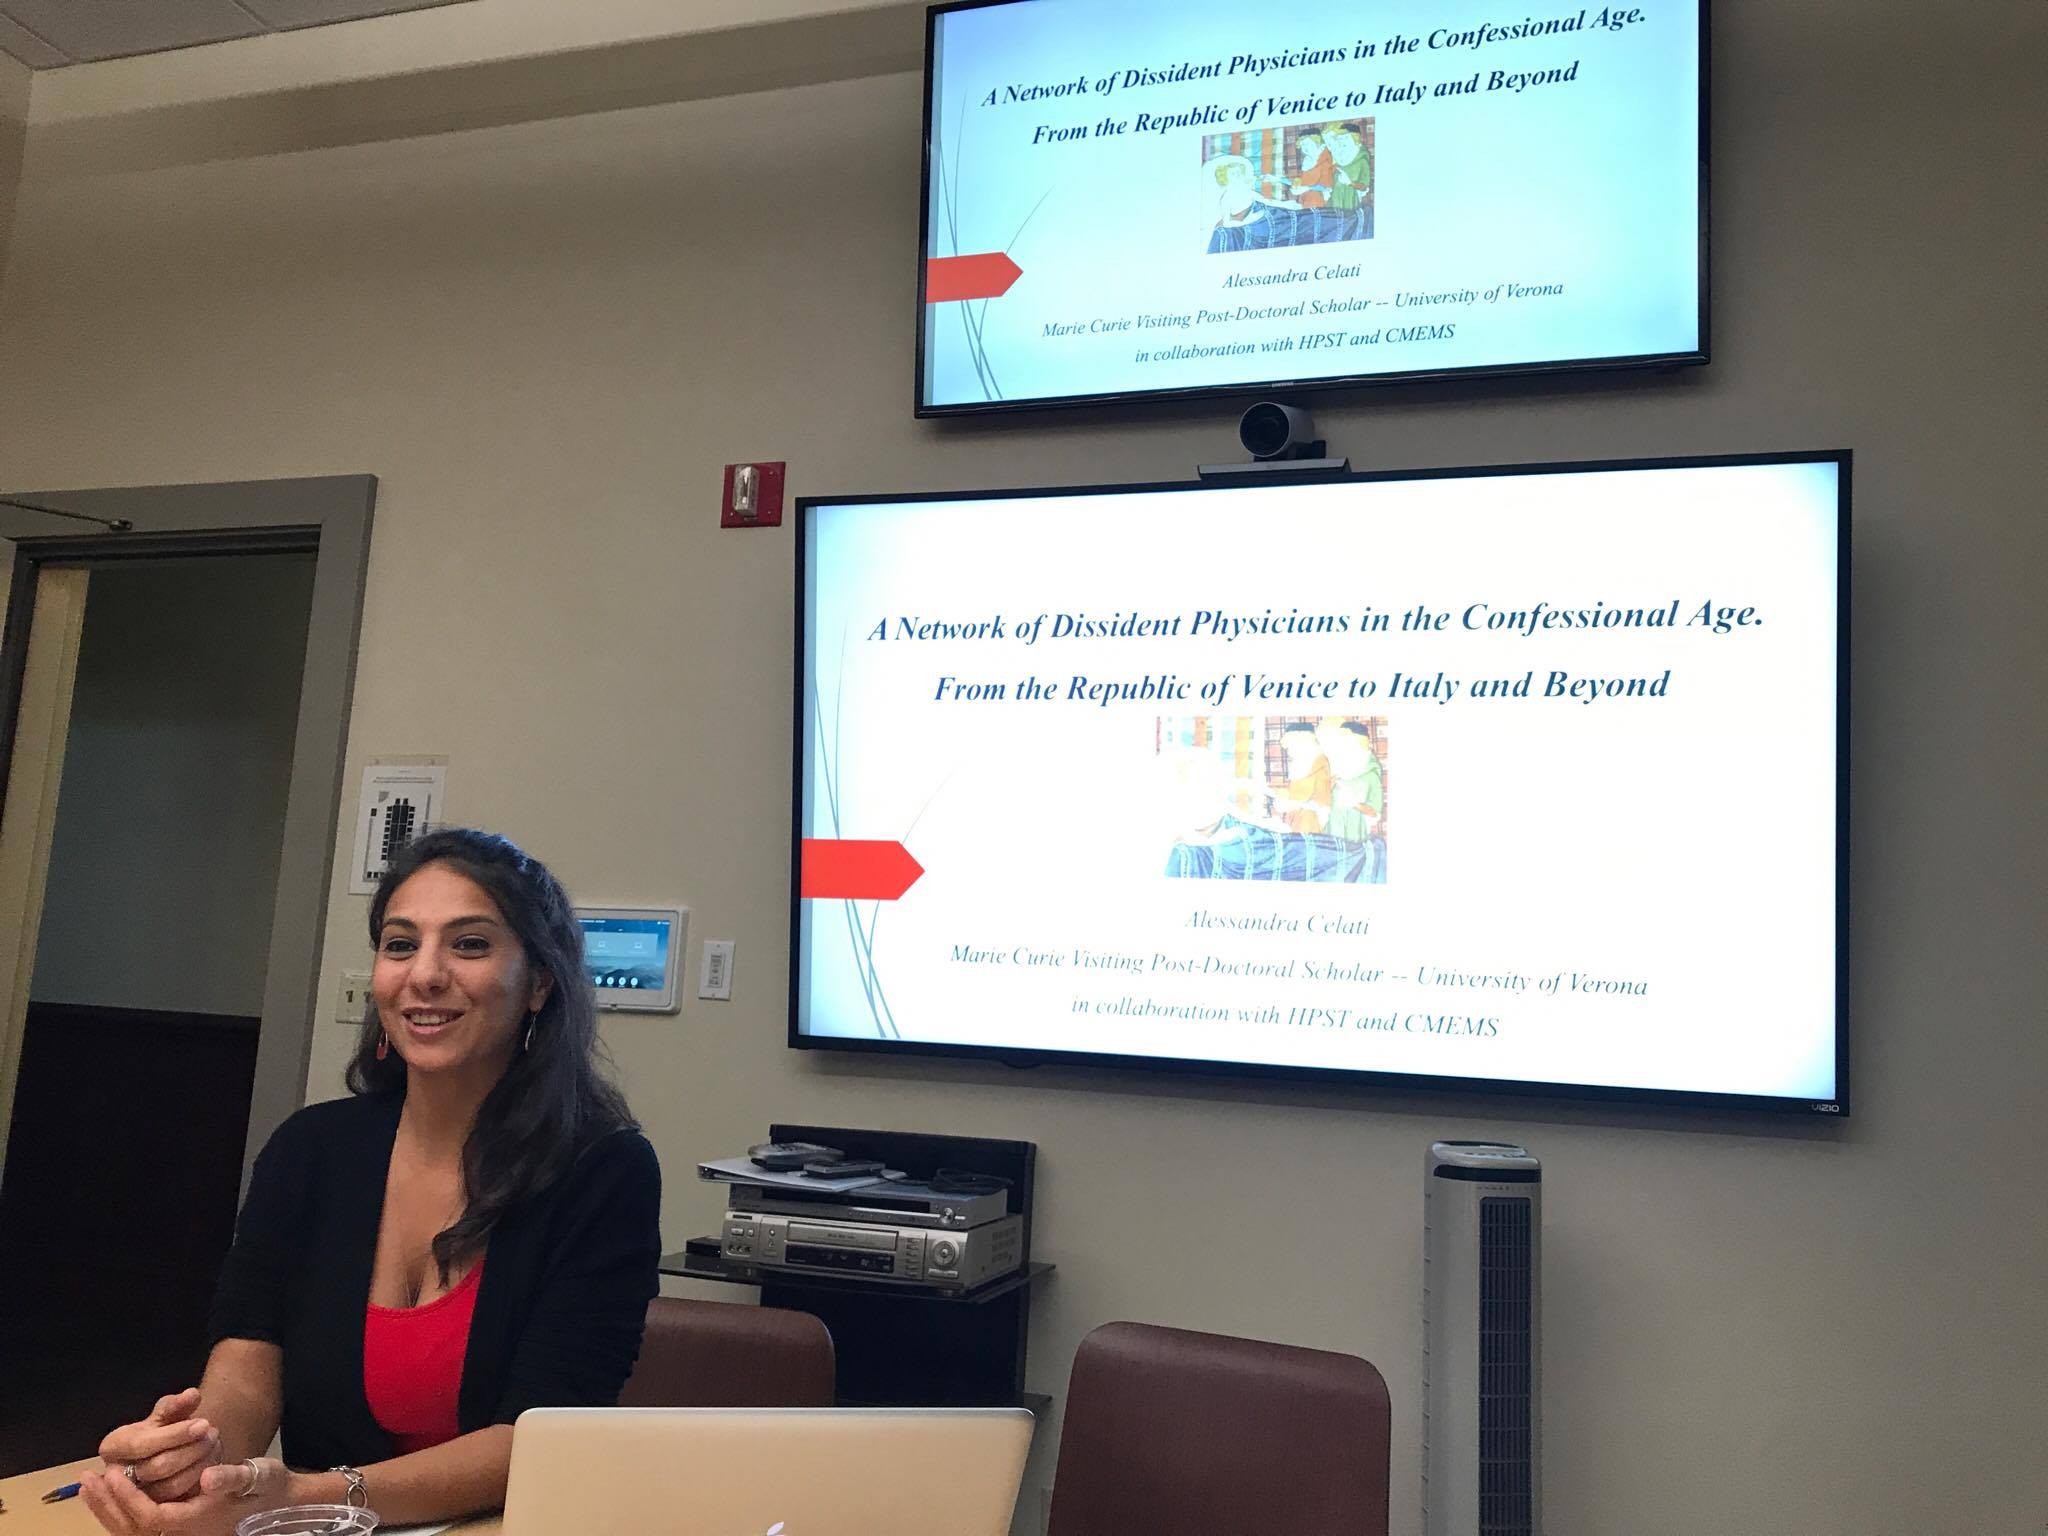 A Network of Dissident Physicians in the Confessional Age.
From the Republic of Venice to Italy and Beyond
Alessandra Celati
Marie Curie Visiting Post-Doctoral Scholar -- University of Verona
in collaboration with HPST and CMEMS
SAMSUNG
A Network of Dissident Physicians in the Confessional Age.
From the Republic of Venice to Italy and Beyond
Alessandra Celati
Marie Curie Visiting Post-Doctoral Scholar -- University of Verona
in collaboration with HPST and CMEMS
VIZIO